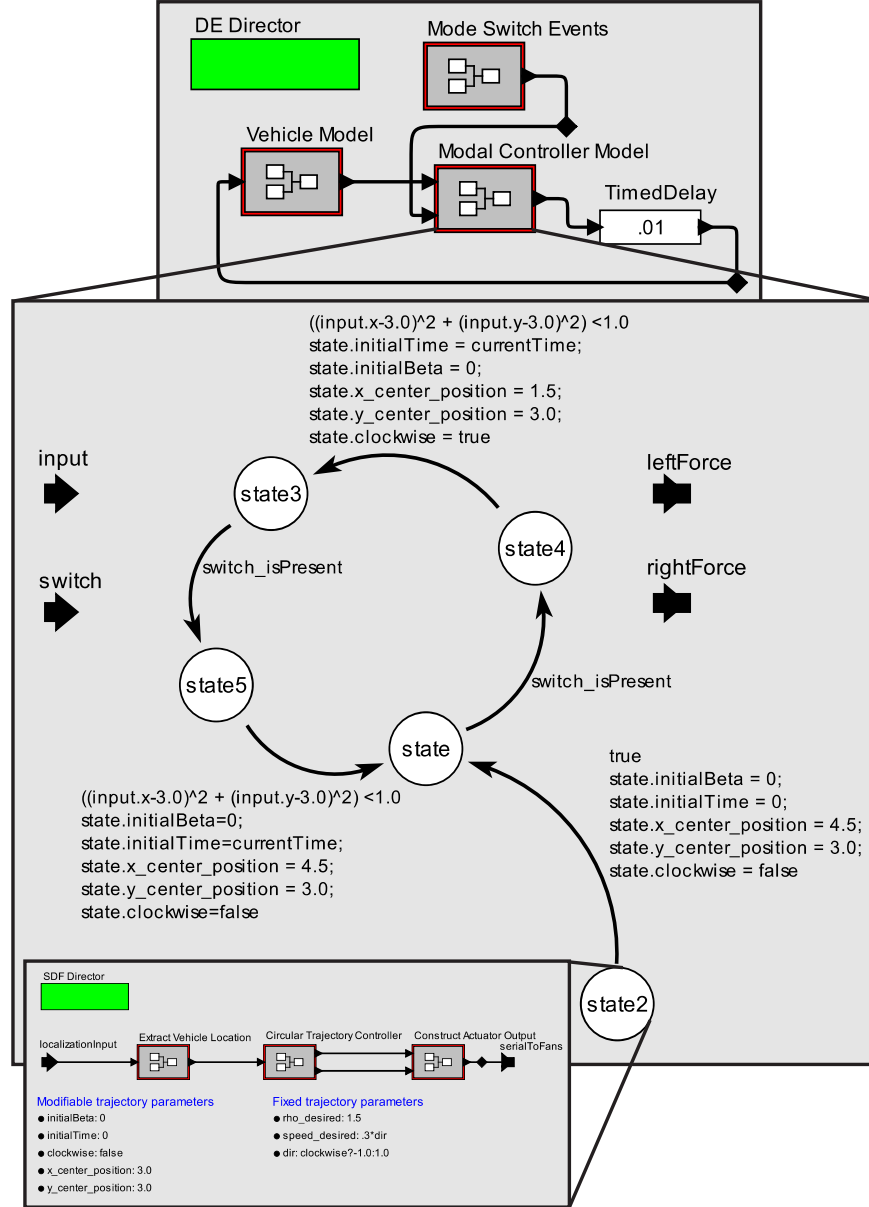 DE Director
Mode Switch Events
Vehicle Model
Modal Controller Model
TimedDelay
.01
((input.x-3.0)^2 + (input.y-3.0)^2) <1.0
state.initialTime = currentTime;
state.initialBeta = 0;
state.x_center_position = 1.5;
state.y_center_position = 3.0;
state.clockwise = true
input
leftForce
state3
state4
switch_isPresent
switch
rightForce
state5
switch_isPresent
state
true
state.initialBeta = 0;
state.initialTime = 0;
state.x_center_position = 4.5;
state.y_center_position = 3.0;
state.clockwise = false
((input.x-3.0)^2 + (input.y-3.0)^2) <1.0
state.initialBeta=0;
state.initialTime=currentTime;
state.x_center_position = 4.5;
state.y_center_position = 3.0;
state.clockwise=false
state2
SDF Director
localizationInput
Extract Vehicle Location
Circular Trajectory Controller
Construct Actuator Output
serialToFans
Modifiable trajectory parameters
● initialBeta: 0
● initialTime: 0
● clockwise: false
● x_center_position: 3.0
● y_center_position: 3.0
Fixed trajectory parameters
● rho_desired: 1.5
● speed_desired: .3*dir
● dir: clockwise?-1.0:1.0